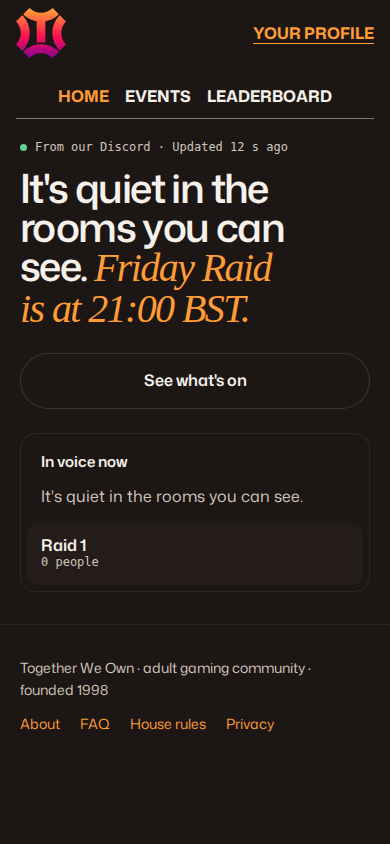 YOUR PROFILE
HOME EVENTS LEADERBOARD
From our Discord · Updated 12 s ago
It's quiet in the
rooms you can
see. Friday Raid
is at 21:00 BST.
See what's on
In voice now
It's quiet in the rooms you can see.
Raid 1
0 people
Together We Own · adult gaming community ·
founded 1998
About FAQ House rules Privacy